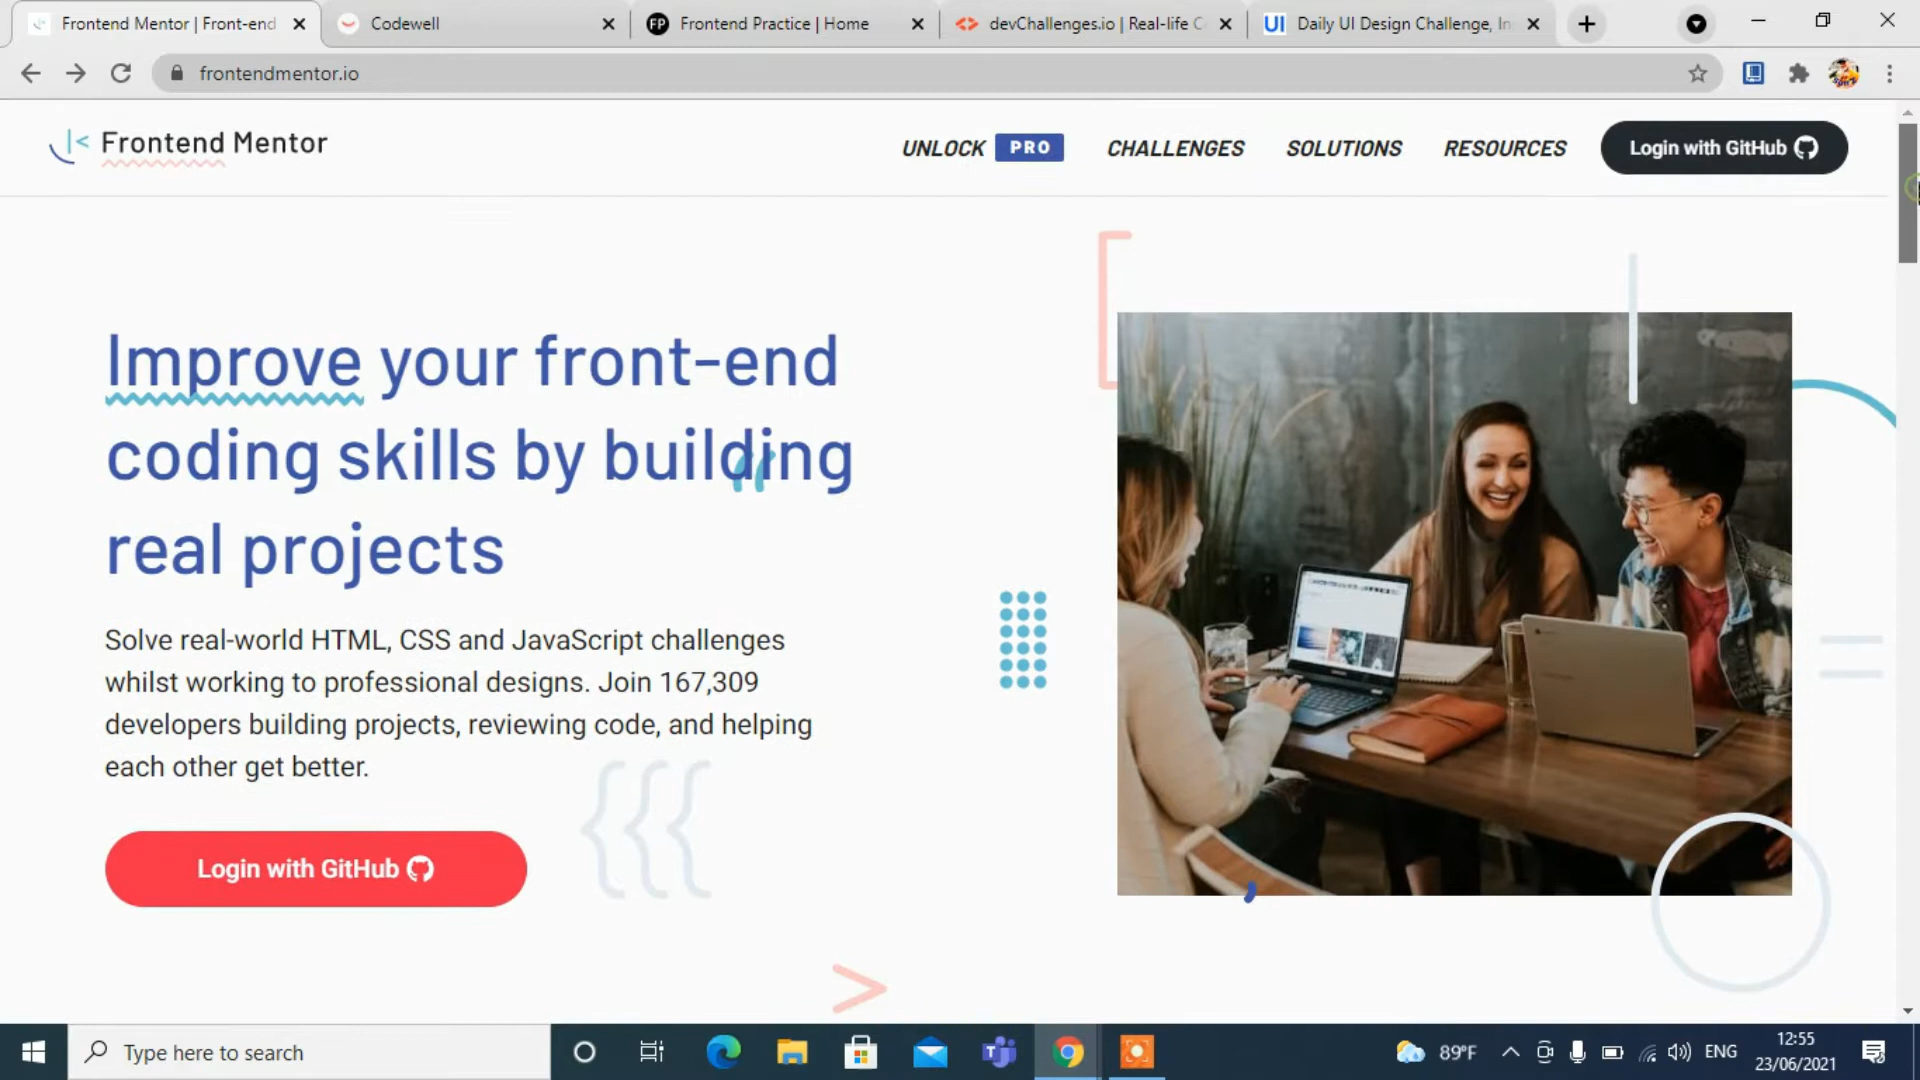 Frontend Mentor | Front-end
Codewell
FP
Frontend Practice | Home
devChallenges.io | Real-life C
UI
Daily UI Design Challenge, In
frontendmentor.io
Frontend Mentor
UNLOCK PRO
CHALLENGES
SOLUTIONS
RESOURCES
Login with GitHub
Improve your front-end
coding skills by building
real projects
Solve real-world HTML, CSS and JavaScript challenges
whilst working to professional designs. Join 167,309
developers building projects, reviewing code, and helping
each other get better.
Login with GitHub
Type here to search
89°F
ENG
12:55
23/06/2021